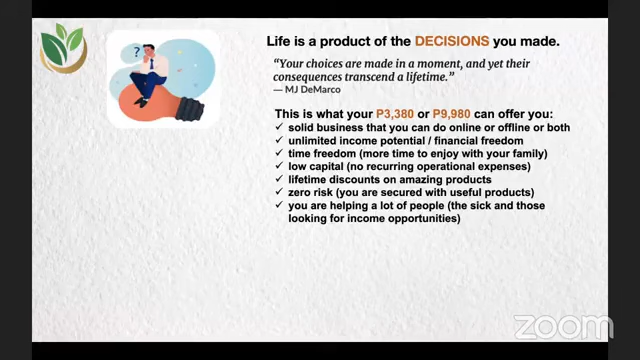 Life is a product of the DECISIONS you made.
“Your choices are made in a moment, and yet their
consequences transcend a lifetime.”
— MJ DeMarco
This is what your P3,380 or P9,980 can offer you:
✓ solid business that you can do online or offline or both
✓ unlimited income potential / financial freedom
✓ time freedom (more time to enjoy with your family)
✓ low capital (no recurring operational expenses)
✓ lifetime discounts on amazing products
✓ zero risk (you are secured with useful products)
✓ you are helping a lot of people (the sick and those
looking for income opportunities)
?
zoom